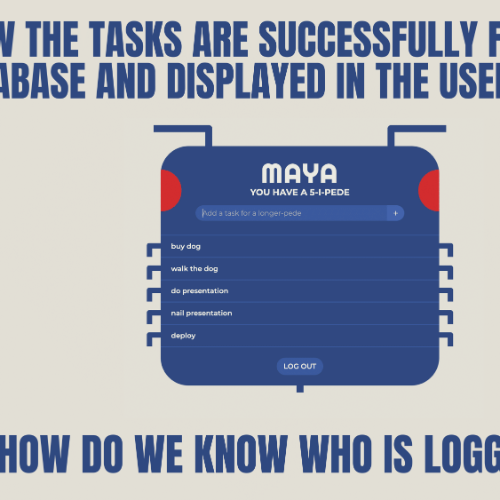 W THE TASKS ARE SUCCESSFULLY F
ABASE AND DISPLAYED IN THE USE
MAYA
YOU HAVE A 5-I-PEDE
Add a task for a longer-pede +
buy dog
walk the dog
do presentation
nail presentation
deploy
LOG OUT
HOW DO WE KNOW WHO IS LOGG